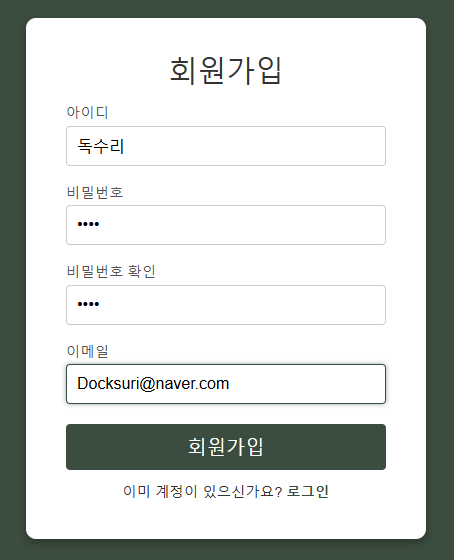 회원가입
아이디
독수리
비밀번호
••••
비밀번호 확인
••••
이메일
Docksuri@naver.com
회원가입
이미 계정이 있으신가요? 로그인